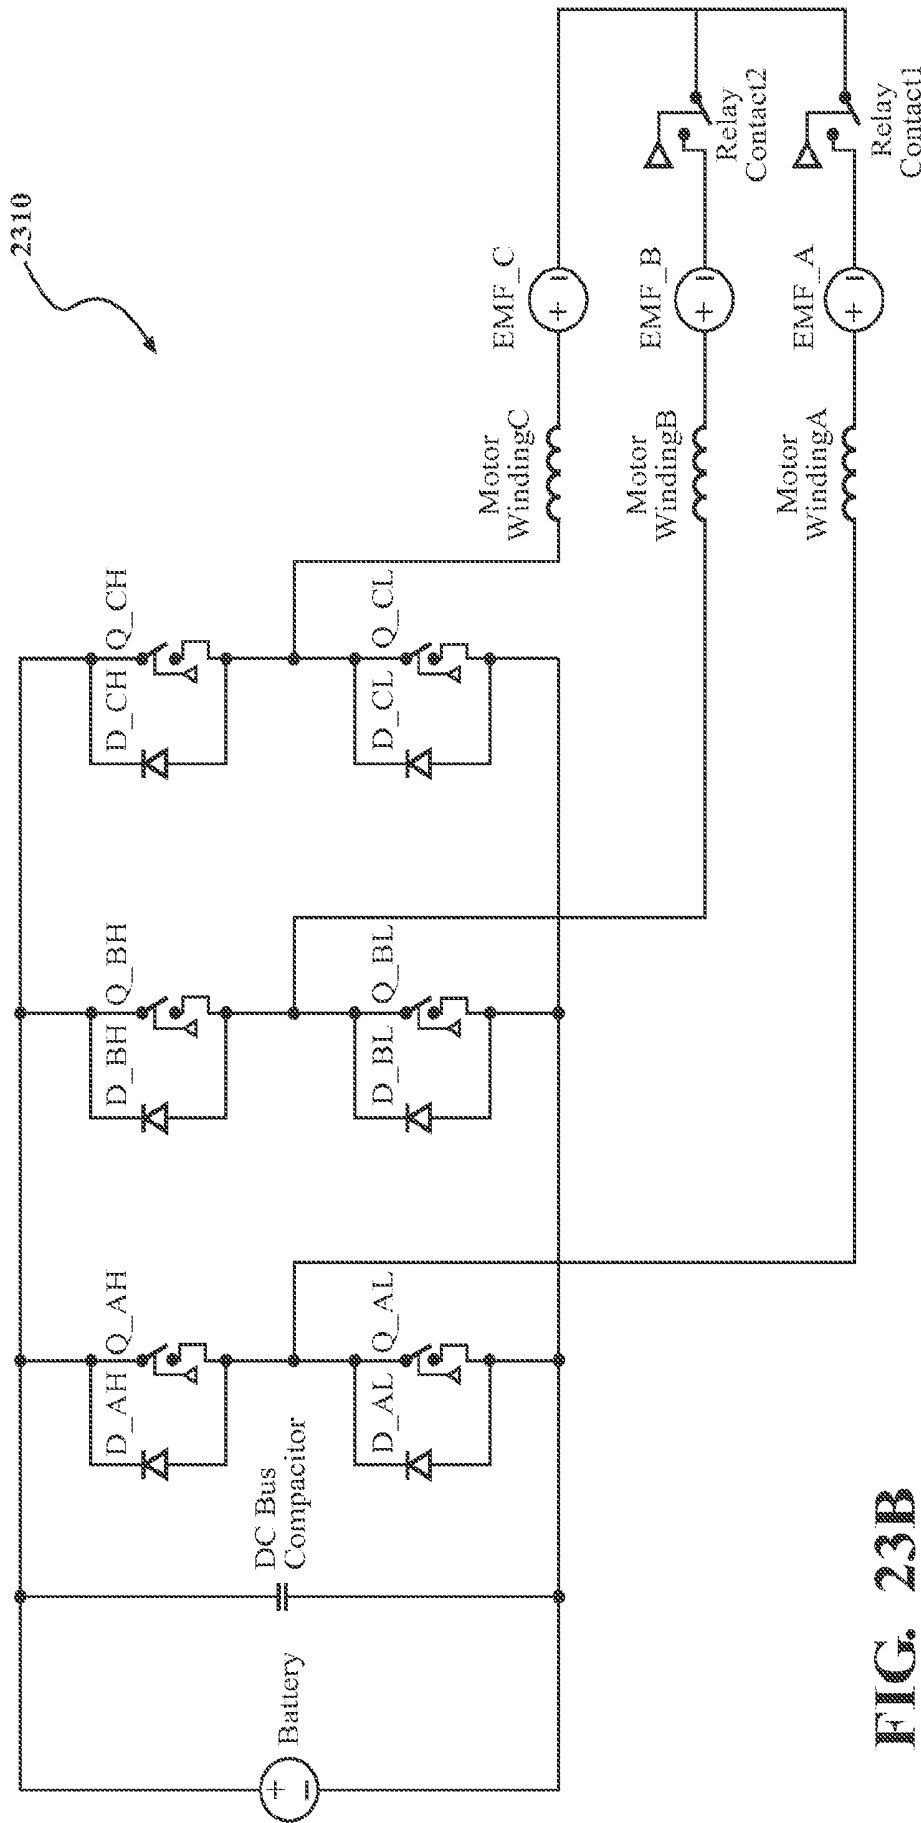 2310
Battery
DC Bus
Compacitor
D_AH
Q_AH
D_AL
Q_AL
D_BH
Q_BH
D_BL
Q_BL
D_CH
Q_CH
D_CL
Q_CL
Motor
WindingC
EMF_C
Motor
WindingB
EMF_B
Relay
Contact2
Motor
WindingA
EMF_A
Relay
Contact1
FIG. 23B